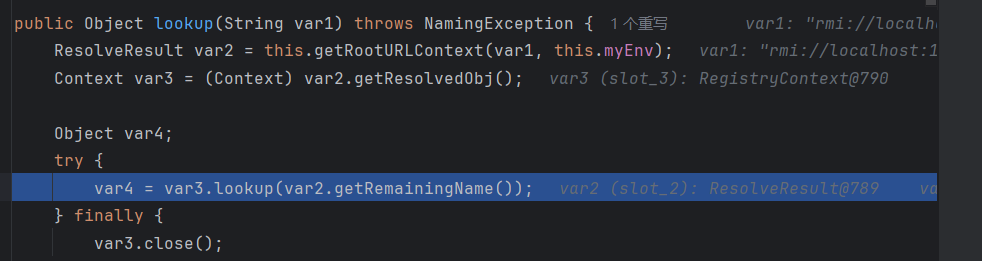 public Object lookup(String var1) throws NamingException { 1 个重写 var1: "rmi://localh
ResolveResult var2 = this.getRootURLContext(var1, this.myEnv); var1: "rmi://localhost:1
Context var3 = (Context) var2.getResolvedObj(); var3 (slot_3): RegistryContext@790
Object var4;
try {
var4 = var3.lookup(var2.getRemainingName()); var2 (slot_2): ResolveResult@789 va
} finally {
var3.close();